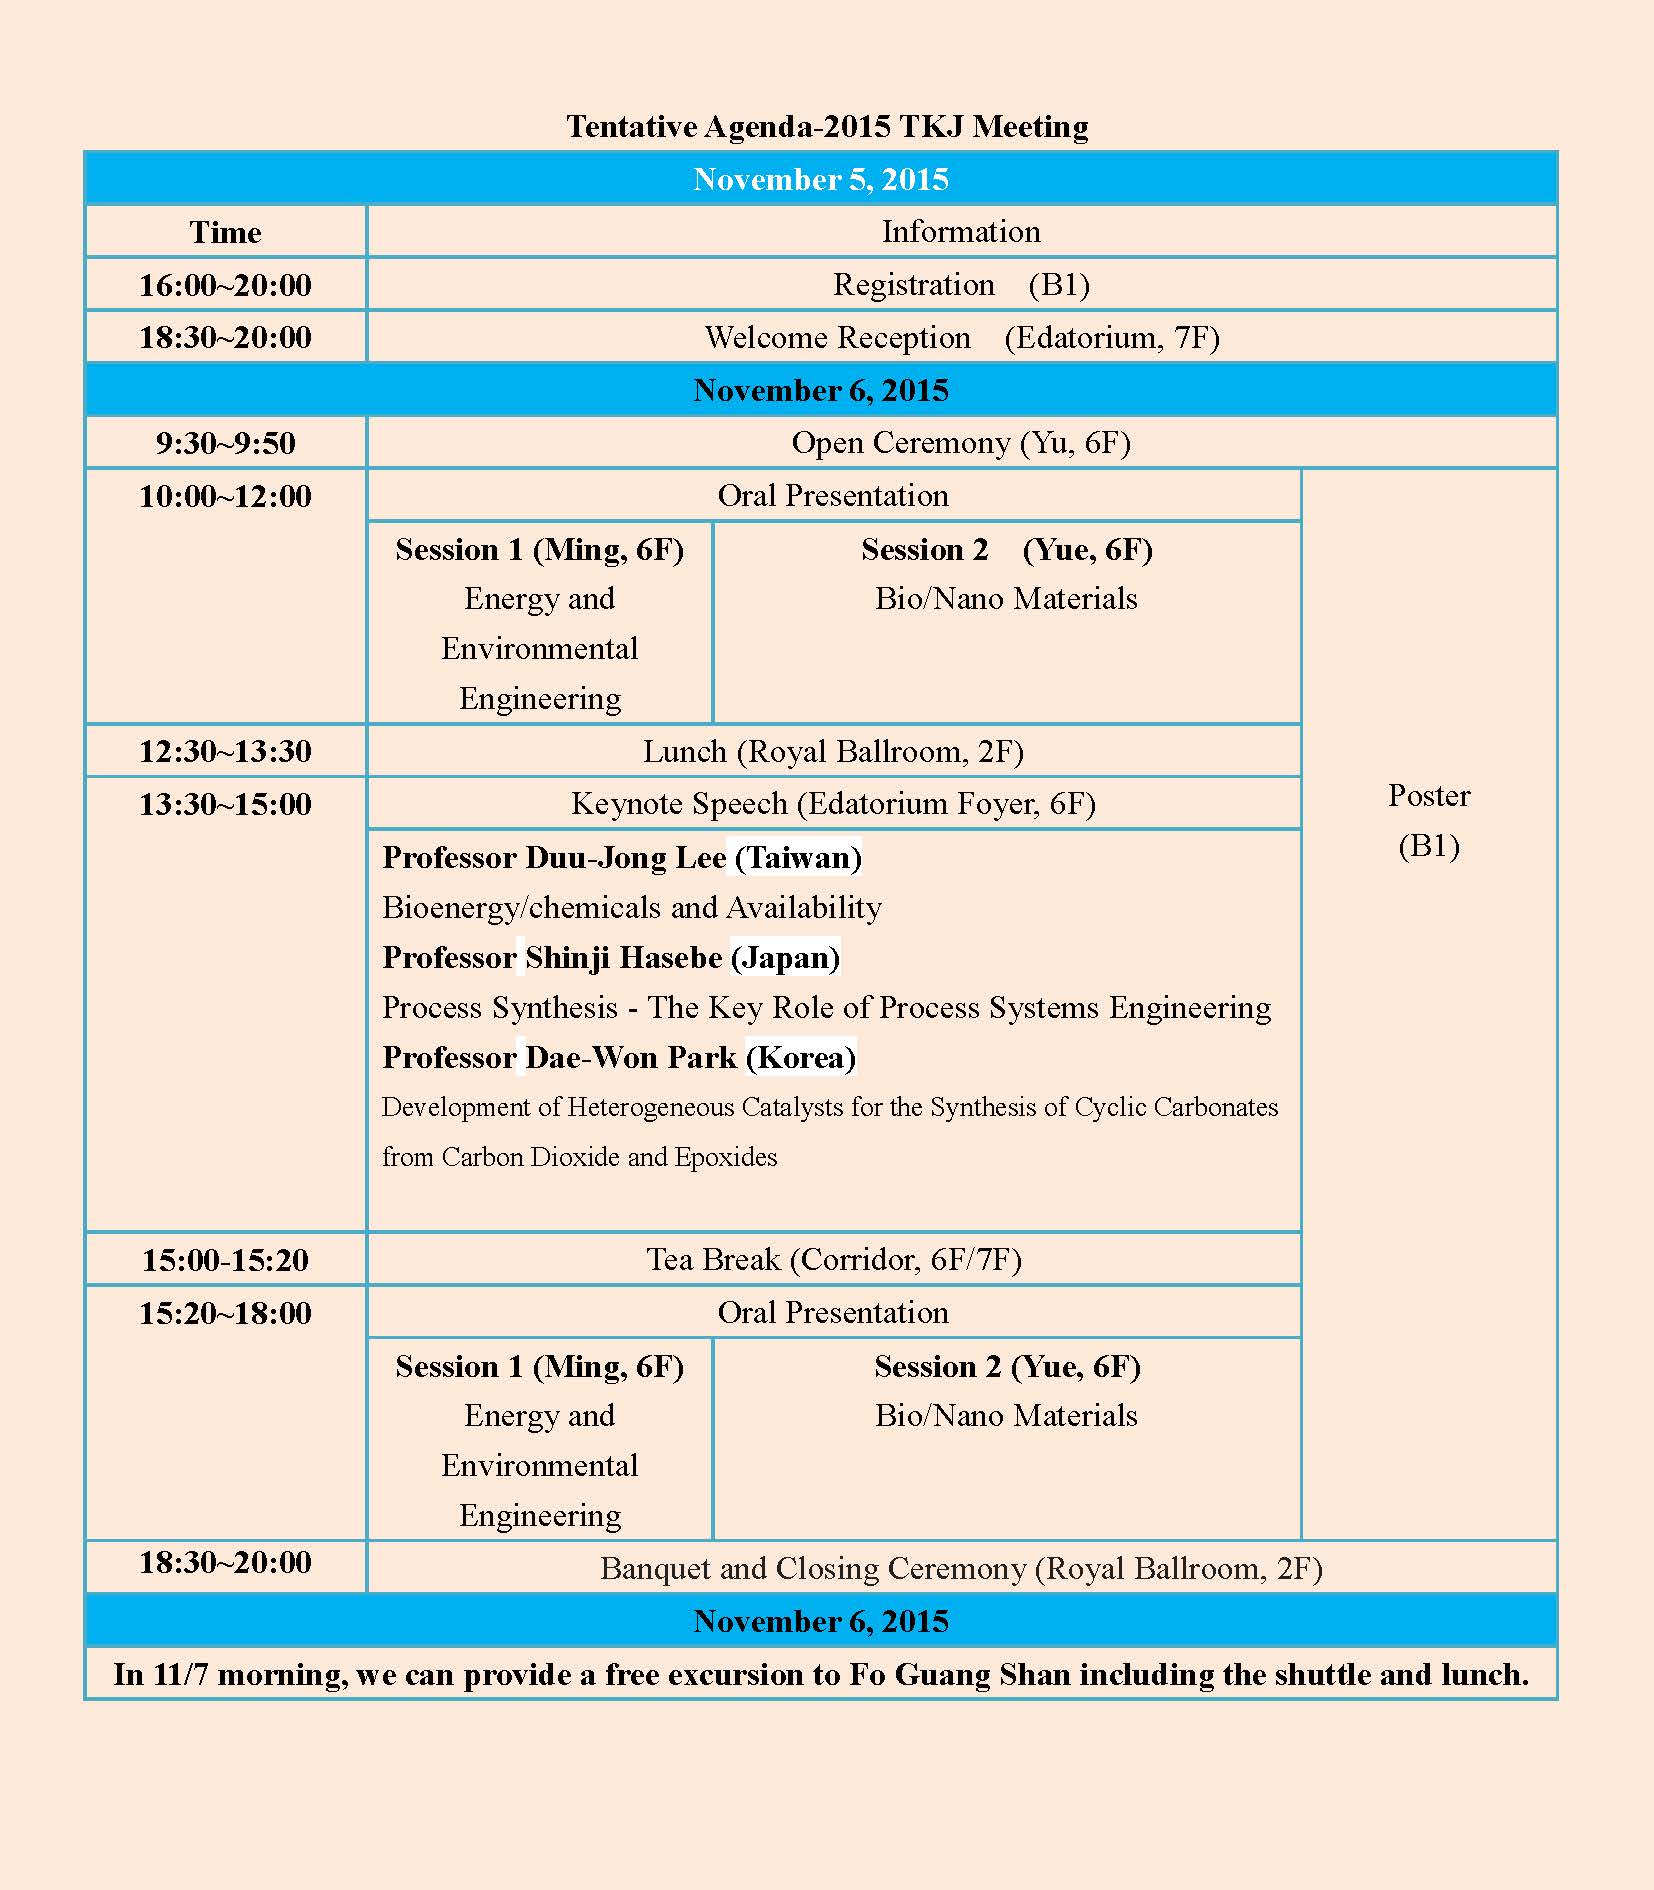 Tentative Agenda-2015 TKJ Meeting
November 5, 2015
Time
Information
16:00~20:00
Registration (B1)
18:30~20:00
Welcome Reception (Edatorium, 7F)
November 6, 2015
9:30~9:50
Open Ceremony (Yu, 6F)
10:00~12:00
Oral Presentation
Session 1 (Ming, 6F)
Energy and
Environmental
Engineering
Session 2 (Yue, 6F)
Bio/Nano Materials
Poster
(B1)
12:30~13:30
Lunch (Royal Ballroom, 2F)
13:30~15:00
Keynote Speech (Edatorium Foyer, 6F)
Professor Duu-Jong Lee (Taiwan)
Bioenergy/chemicals and Availability
Professor Shinji Hasebe (Japan)
Process Synthesis - The Key Role of Process Systems Engineering
Professor Dae-Won Park (Korea)
Development of Heterogeneous Catalysts for the Synthesis of Cyclic Carbonates
from Carbon Dioxide and Epoxides
15:00-15:20
Tea Break (Corridor, 6F/7F)
15:20~18:00
Oral Presentation
Session 1 (Ming, 6F)
Energy and
Environmental
Engineering
Session 2 (Yue, 6F)
Bio/Nano Materials
18:30~20:00
Banquet and Closing Ceremony (Royal Ballroom, 2F)
November 6, 2015
In 11/7 morning, we can provide a free excursion to Fo Guang Shan including the shuttle and lunch.